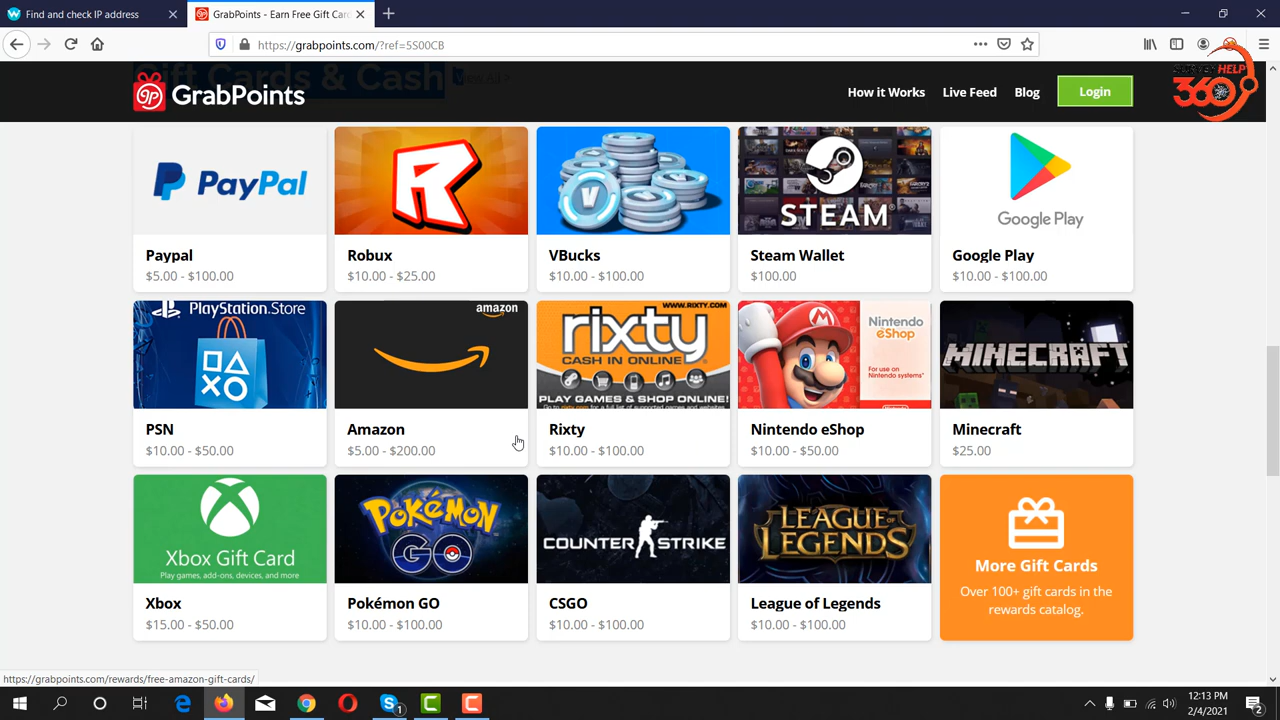 Find and check IP address
GrabPoints - Earn Free Gift Car
https://grabpoints.com/?ref=5S00CB
Gift Cards & Cash
GrabPoints
How it Works
Live Feed
Blog
Login
SURVEY HELP
360
PayPal
STEAM
Google Play
Paypal
$5.00 - $100.00
Robux
$10.00 - $25.00
VBucks
$10.00 - $100.00
Steam Wallet
$100.00
Google Play
$10.00 - $100.00
PlayStation.Store
amazon
WWW.RIXTY.COM
rixty
CASH IN ONLINE!
PLAY GAMES & SHOP ONLINE!
Nintendo
eShop
For use on
Nintendo systems
MINECRAFT
PSN
$10.00 - $50.00
Amazon
$5.00 - $200.00
Rixty
$10.00 - $100.00
Nintendo eShop
$10.00 - $50.00
Minecraft
$25.00
Xbox Gift Card
Play games, add-ons, devices, and more
POKÉMON
GO
COUNTER STRIKE
LEAGUE OF
LEGENDS
More Gift Cards
Over 100+ gift cards in the
rewards catalog.
Xbox
$15.00 - $50.00
Pokémon GO
$10.00 - $100.00
CSGO
$10.00 - $100.00
League of Legends
$10.00 - $100.00
https://grabpoints.com/rewards/free-amazon-gift-cards/
12:13 PM
2/4/2021